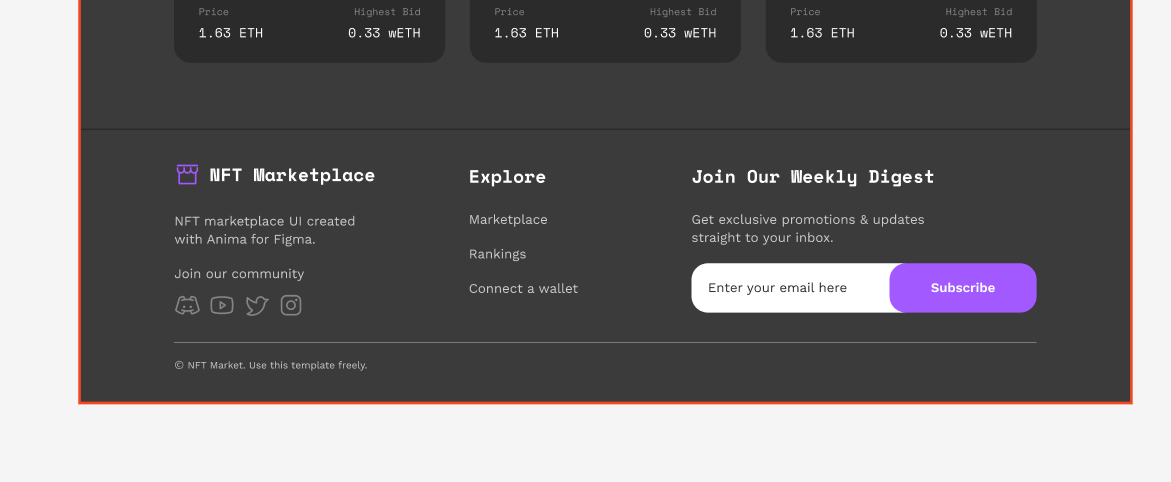 Price Highest Bid Price Highest Bid Price Highest Bid
1.63 ETH 0.33 wETH 1.63 ETH 0.33 wETH 1.63 ETH 0.33 wETH
NFT Marketplace
NFT marketplace UI created
with Anima for Figma.
Join our community
Explore
Marketplace
Rankings
Connect a wallet
Join Our Weekly Digest
Get exclusive promotions & updates
straight to your inbox.
Enter your email here Subscribe
© NFT Market. Use this template freely.